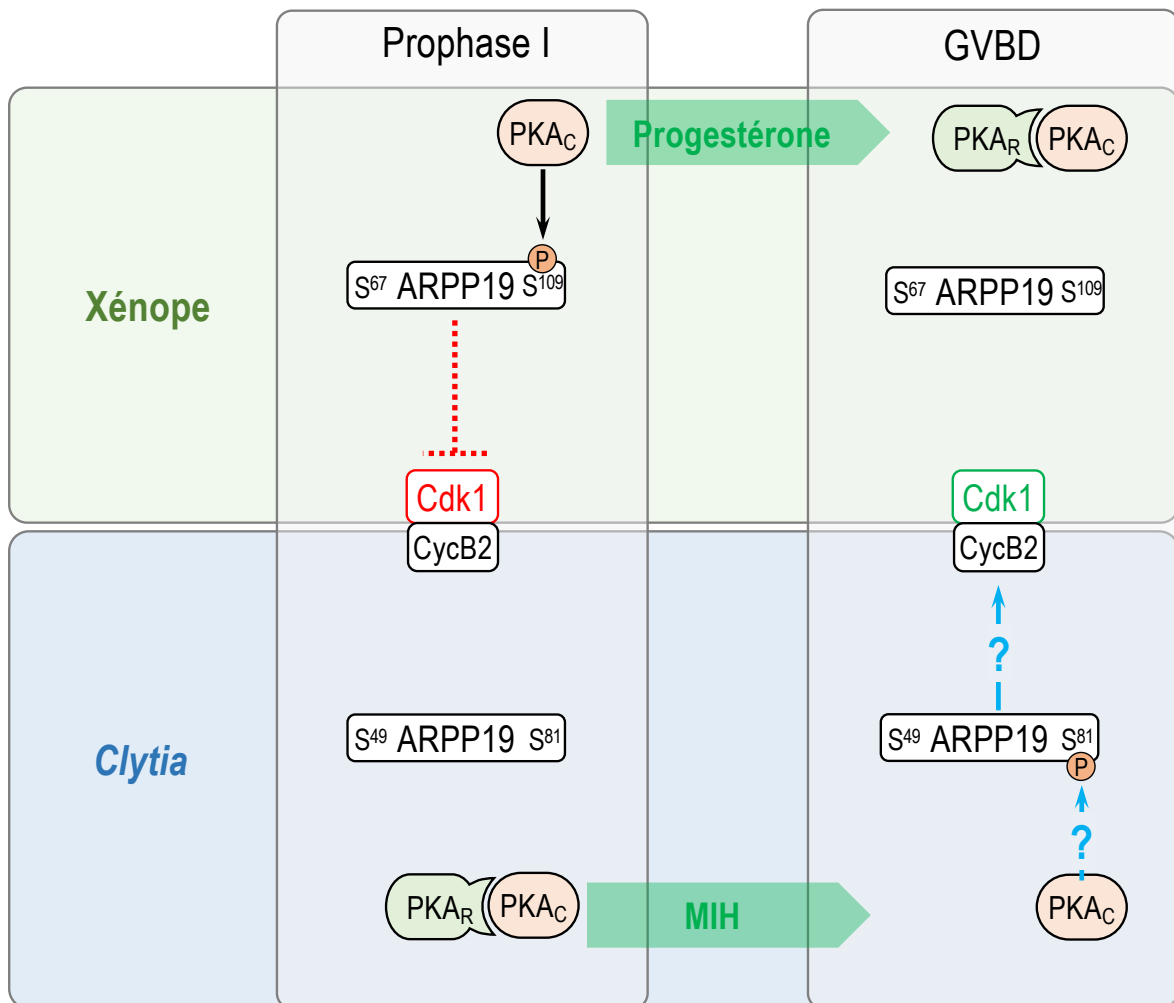 Prophase I
GVBD
PKAC
Progestérone
PKAR
PKAC
P
S67 ARPP19 S109
S67 ARPP19 S109
Xénope
Cdk1
CycB2
Cdk1
CycB2
?
S49 ARPP19 S81
S49 ARPP19 S81
P
Clytia
?
PKAR
PKAC
MIH
PKAC